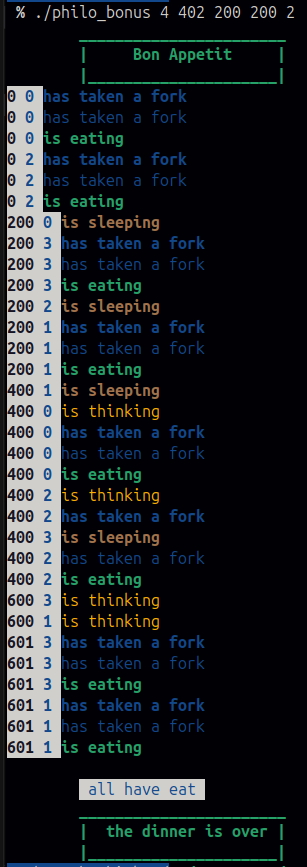 % ./philo_bonus 4 402 200 200 2
Bon Appetit
0 0 has taken a fork
0 0 has taken a fork
0 0 is eating
0 2 has taken a fork
0 2 has taken a fork
0 2 is eating
200 0 is sleeping
200 3 has taken a fork
200 3 has taken a fork
200 3 is eating
200 2 is sleeping
200 1 has taken a fork
200 1 has taken a fork
200 1 is eating
400 1 is sleeping
400 0 is thinking
400 0 has taken a fork
400 0 has taken a fork
400 0 is eating
400 2 is thinking
400 2 has taken a fork
400 3 is sleeping
400 2 has taken a fork
400 2 is eating
600 3 is thinking
600 1 is thinking
601 3 has taken a fork
601 3 has taken a fork
601 3 is eating
601 1 has taken a fork
601 1 has taken a fork
601 1 is eating
all have eat
the dinner is over